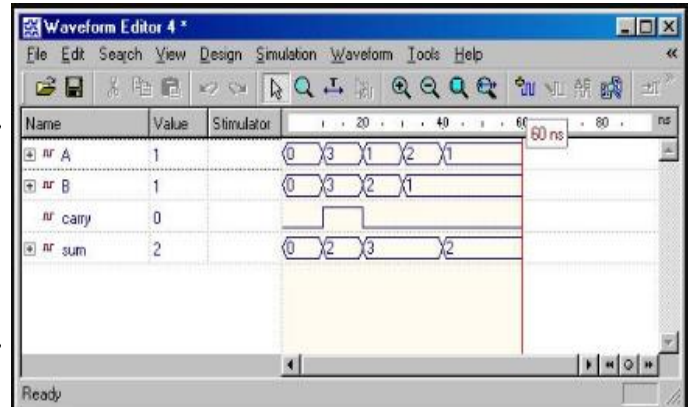 Waveform Editor 4 *
File Edit Search View Design Simulation Waveform Tools Help
Name Value Stimulator 20 40 60 80 ns
60 ns
A 1 0 3 1 2 1
B 1 0 3 2 1
carry 0
sum 2 0 2 3 2
Ready